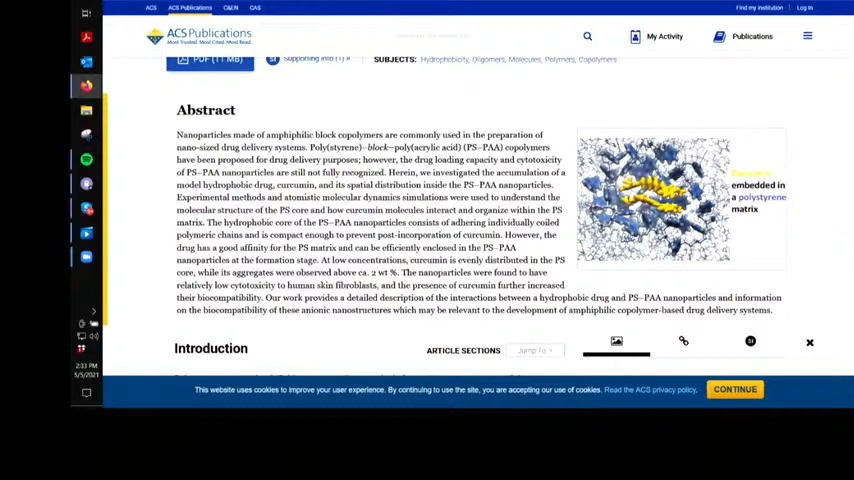 ACS ACS Publications C&EN CAS Find my institution Log In
ACS Publications
Most Trusted. Most Cited. Most Read.
My Activity Publications
PDF (11 MB) Supporting Info (1) » SUBJECTS: Hydrophobicity, Oligomers, Molecules, Polymers, Copolymers
Abstract
Nanoparticles made of amphiphilic block copolymers are commonly used in the preparation of
nano-sized drug delivery systems. Poly(styrene)–block–poly(acrylic acid) (PS–PAA) copolymers
have been proposed for drug delivery purposes; however, the drug loading capacity and cytotoxicity
of PS–PAA nanoparticles are still not fully recognized. Herein, we investigated the accumulation of a
model hydrophobic drug, curcumin, and its spatial distribution inside the PS–PAA nanoparticles.
Experimental methods and atomistic molecular dynamics simulations were used to understand the
molecular structure of the PS core and how curcumin molecules interact and organize within the PS
matrix. The hydrophobic core of the PS–PAA nanoparticles consists of adhering individually coiled
polymeric chains and is compact enough to prevent post-incorporation of curcumin. However, the
drug has a good affinity for the PS matrix and can be efficiently enclosed in the PS–PAA
nanoparticles at the formation stage. At low concentrations, curcumin is evenly distributed in the PS
core, while its aggregates were observed above ca. 2 wt %. The nanoparticles were found to have
relatively low cytotoxicity to human skin fibroblasts, and the presence of curcumin further increased
their biocompatibility. Our work provides a detailed description of the interactions between a hydrophobic drug and PS–PAA nanoparticles and information
on the biocompatibility of these anionic nanostructures which may be relevant to the development of amphiphilic copolymer-based drug delivery systems.
Curcumin
embedded in
a polystyrene
matrix
Introduction
ARTICLE SECTIONS Jump To
SI
This website uses cookies to improve your user experience. By continuing to use the site, you are accepting our use of cookies. Read the ACS privacy policy. CONTINUE
2:33 PM
5/5/2021